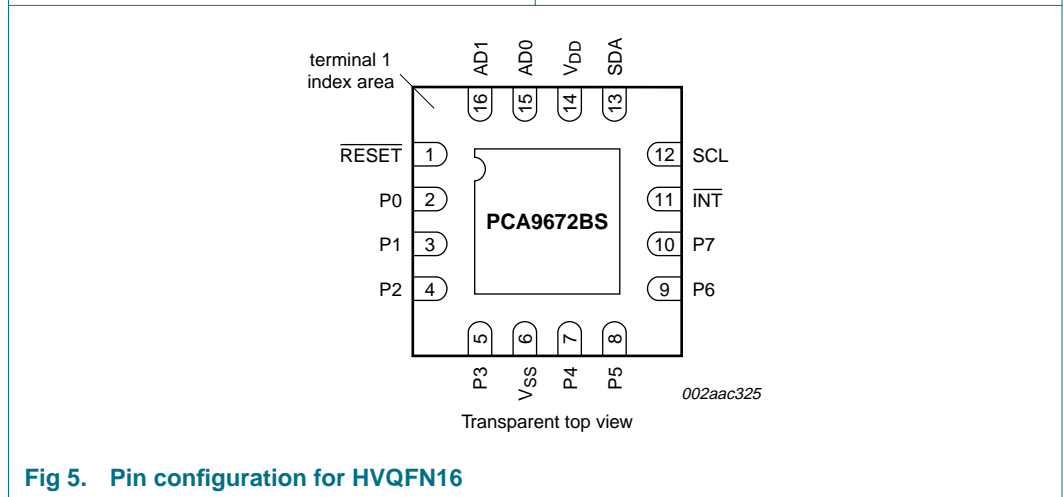 terminal 1
index area
AD1
AD0
VDD
SDA
16
15
14
13
RESET 1
12 SCL
P0 2
11 INT
PCA9672BS
P1 3
10 P7
P2 4
9 P6
5
6
7
8
P3
VSS
P4
P5
002aac325
Transparent top view
Fig 5. Pin configuration for HVQFN16